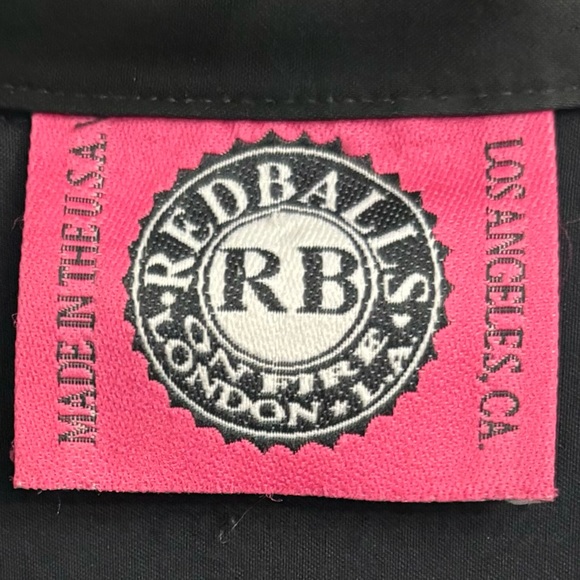 MADE IN THE U.S.A.
REDBALLS
RB
ON FIRE
LONDON ★ L.A.
LOS ANGELES, CA.